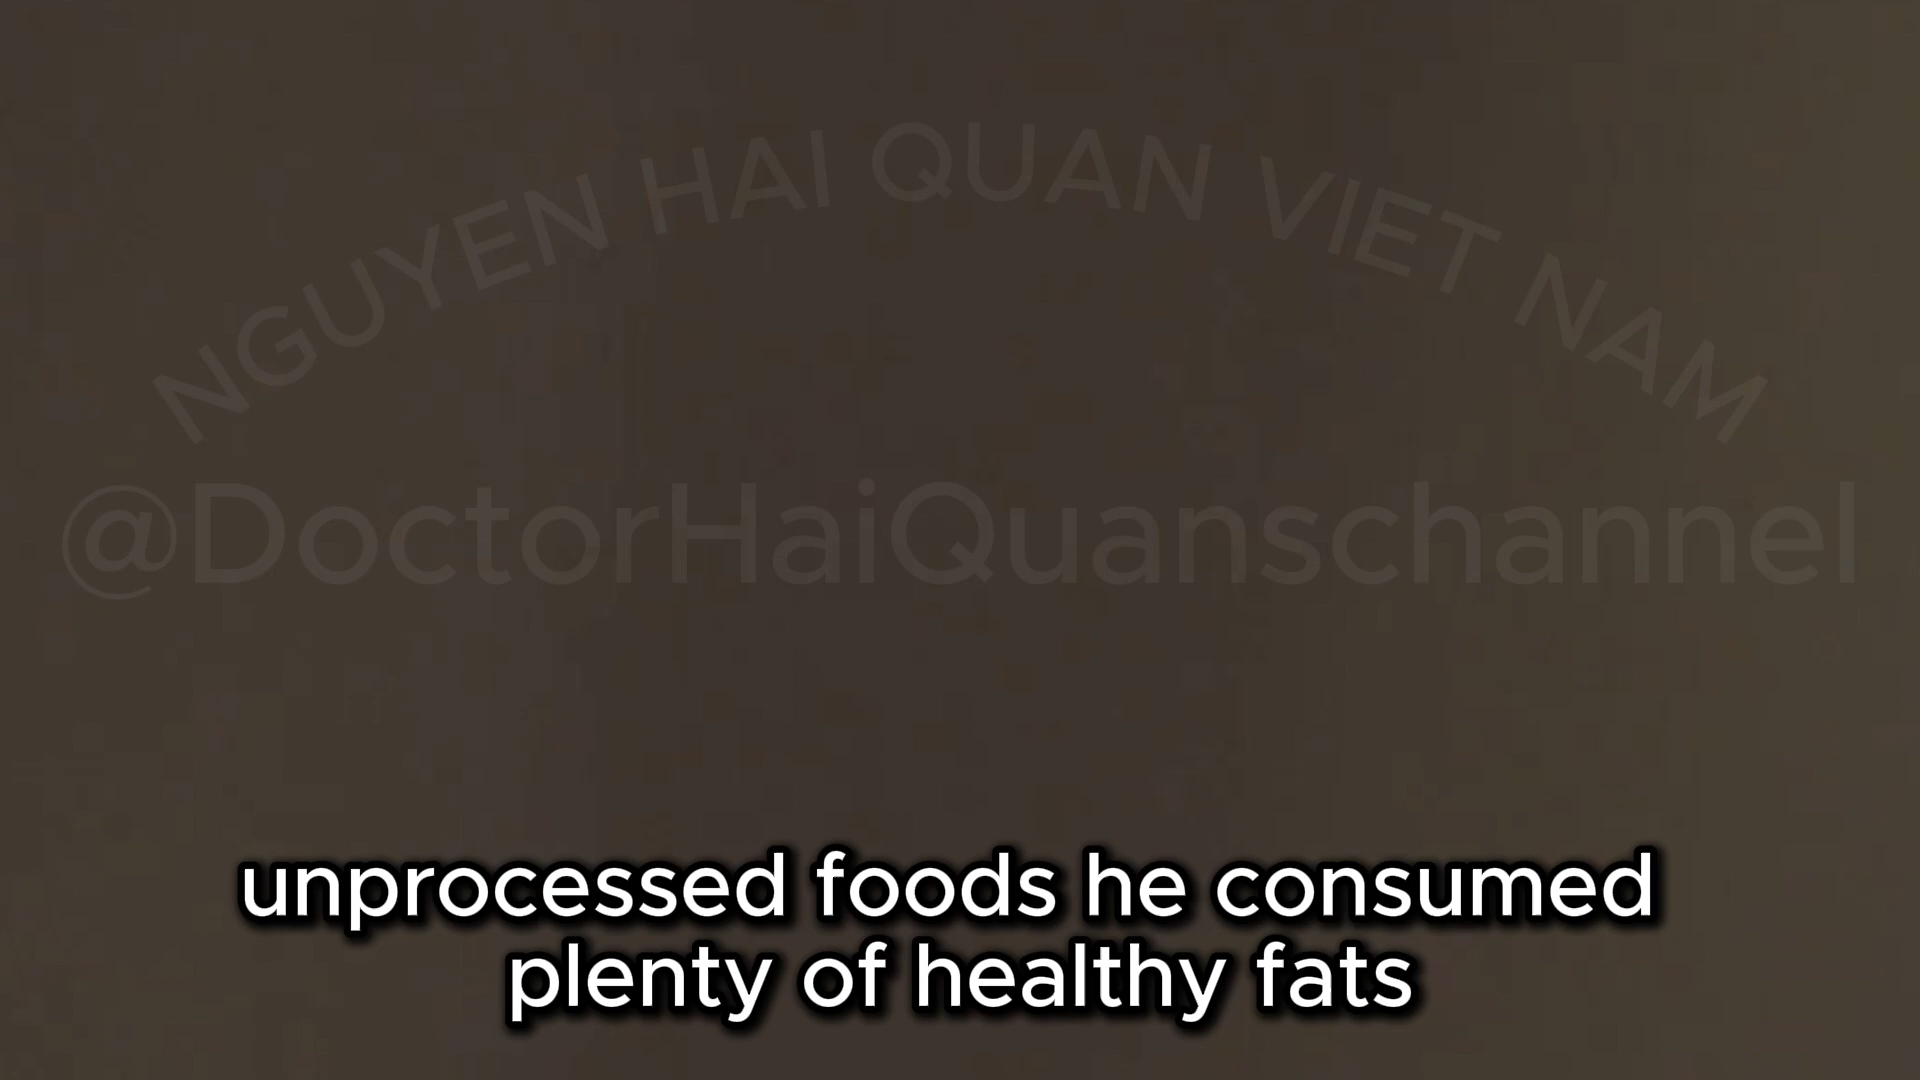 NGUYEN HAI QUAN VIET NAM
@DoctorHaiQuanschannel
unprocessed foods he consumed
plenty of healthy fats